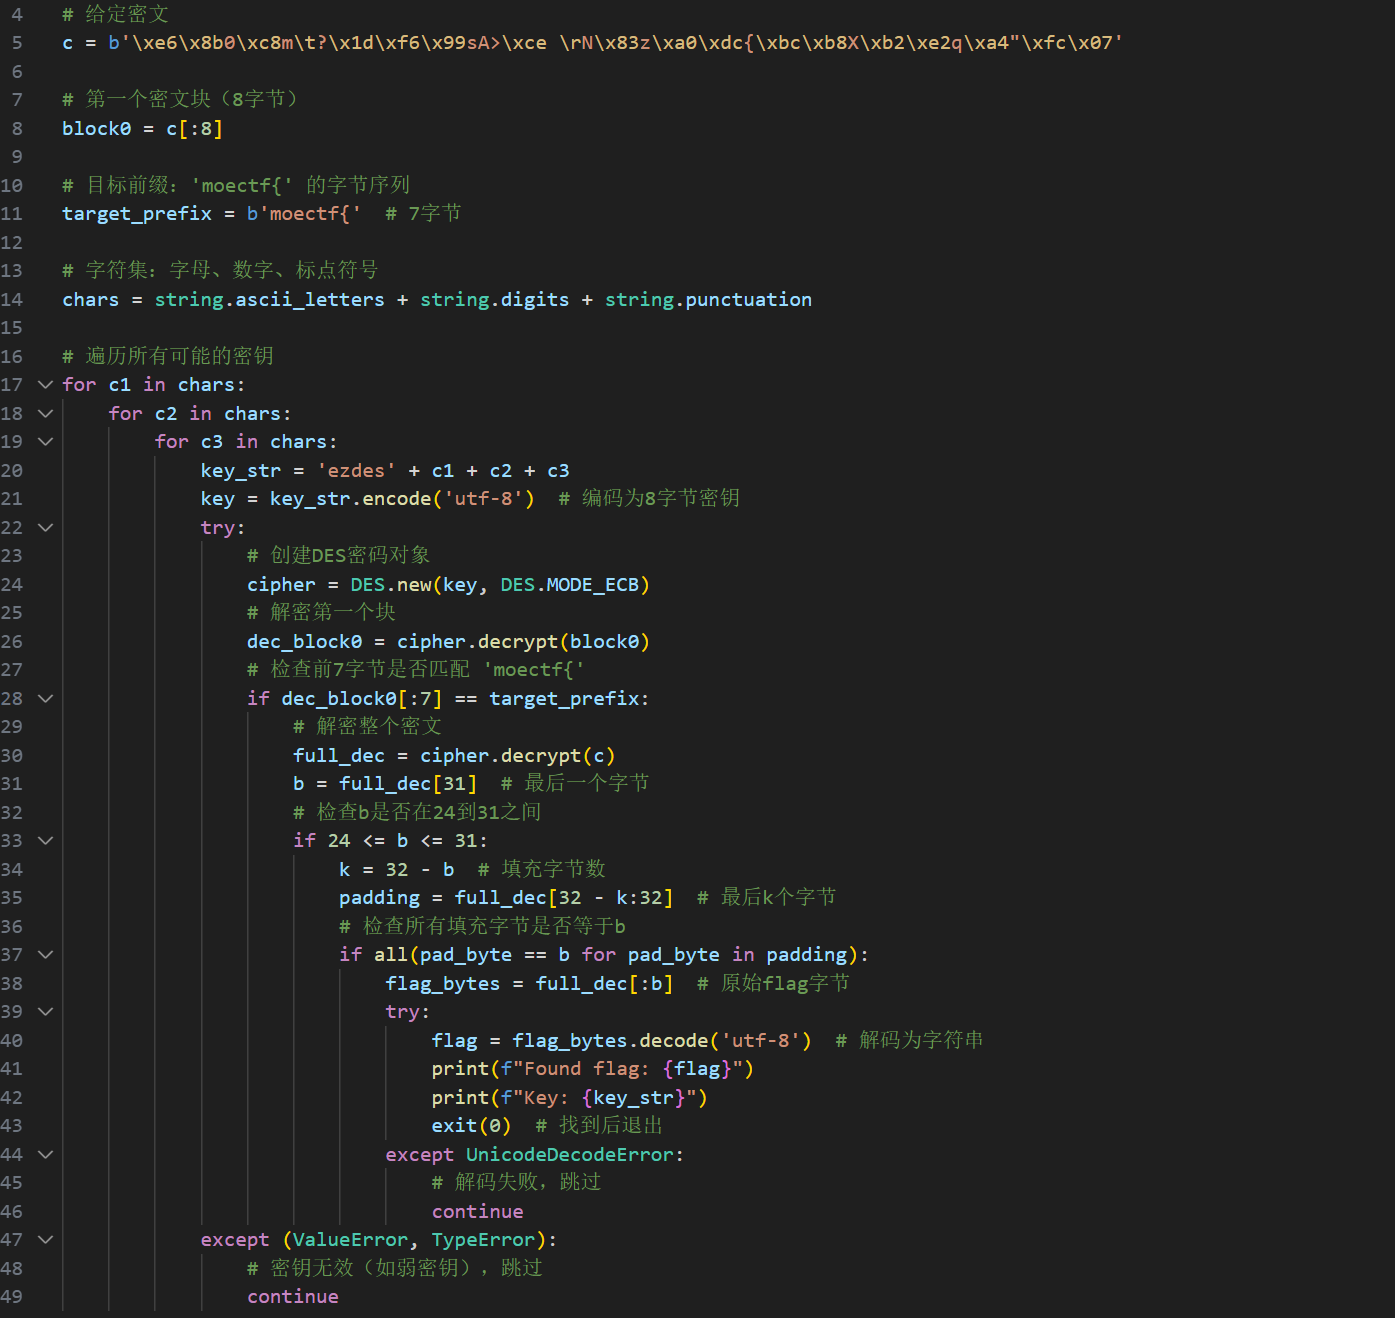 4 # 给定密文
5 c = b'\xe6\x8b0\xc8m\t?\x1d\xf6\x99sA>\xce \rN\x83z\xa0\xdc{\xbc\xb8X\xb2\xe2q\xa4"\xfc\x07'
6
7 # 第一个密文块（8字节）
8 block0 = c[:8]
9
10 # 目标前缀：'moectf{' 的字节序列
11 target_prefix = b'moectf{'  # 7字节
12
13 # 字符集：字母、数字、标点符号
14 chars = string.ascii_letters + string.digits + string.punctuation
15
16 # 遍历所有可能的密钥
17 for c1 in chars:
18     for c2 in chars:
19         for c3 in chars:
20             key_str = 'ezdes' + c1 + c2 + c3
21             key = key_str.encode('utf-8')  # 编码为8字节密钥
22             try:
23                 # 创建DES密码对象
24                 cipher = DES.new(key, DES.MODE_ECB)
25                 # 解密第一个块
26                 dec_block0 = cipher.decrypt(block0)
27                 # 检查前7字节是否匹配 'moectf{'
28                 if dec_block0[:7] == target_prefix:
29                     # 解密整个密文
30                     full_dec = cipher.decrypt(c)
31                     b = full_dec[31]  # 最后一个字节
32                     # 检查b是否在24到31之间
33                     if 24 <= b <= 31:
34                         k = 32 - b  # 填充字节数
35                         padding = full_dec[32 - k:32]  # 最后k个字节
36                         # 检查所有填充字节是否等于b
37                         if all(pad_byte == b for pad_byte in padding):
38                             flag_bytes = full_dec[:b]  # 原始flag字节
39                             try:
40                                 flag = flag_bytes.decode('utf-8')  # 解码为字符串
41                                 print(f"Found flag: {flag}")
42                                 print(f"Key: {key_str}")
43                                 exit(0)  # 找到后退出
44                             except UnicodeDecodeError:
45                                 # 解码失败，跳过
46                                 continue
47             except (ValueError, TypeError):
48                 # 密钥无效（如弱密钥），跳过
49                 continue